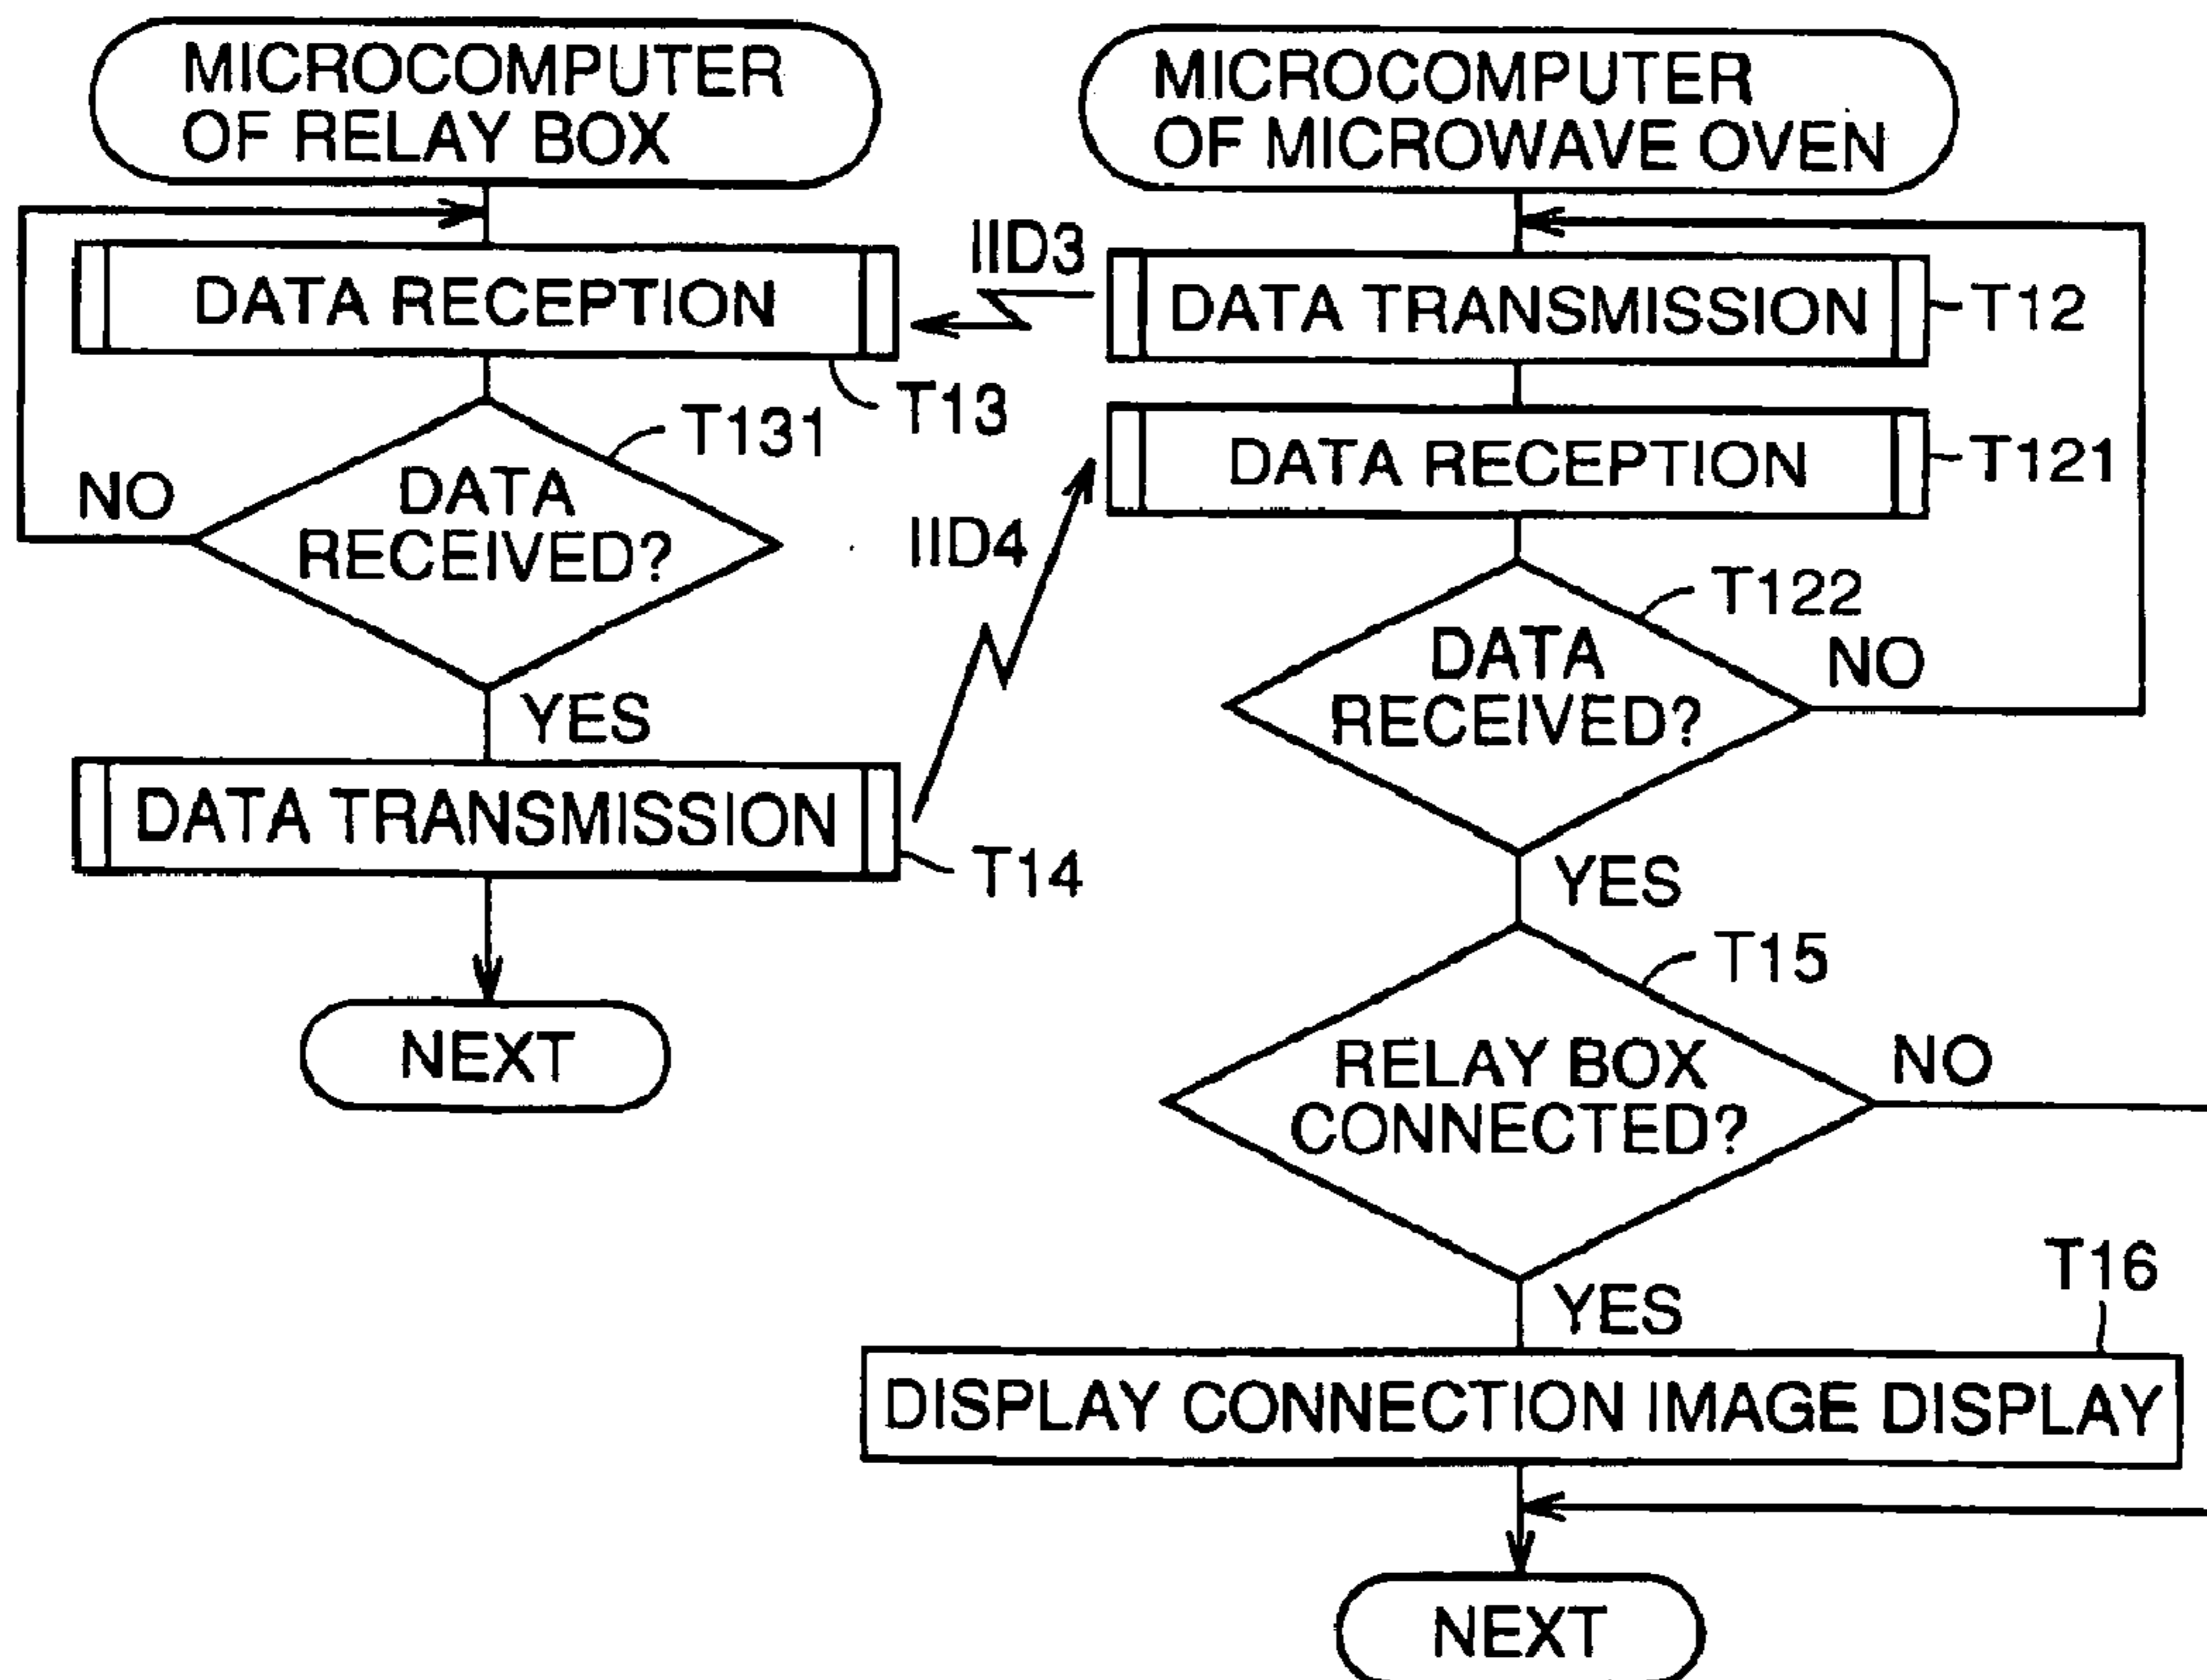 MICROCOMPUTER
OF RELAY BOX
DATA RECEPTION
T13
T131
DATA
RECEIVED?
NO
YES
DATA TRANSMISSION
T14
NEXT
IID3
IID4
MICROCOMPUTER
OF MICROWAVE OVEN
DATA TRANSMISSION
T12
DATA RECEPTION
T121
T122
DATA
RECEIVED?
NO
YES
T15
RELAY BOX
CONNECTED?
NO
YES
T16
DISPLAY CONNECTION IMAGE DISPLAY
NEXT